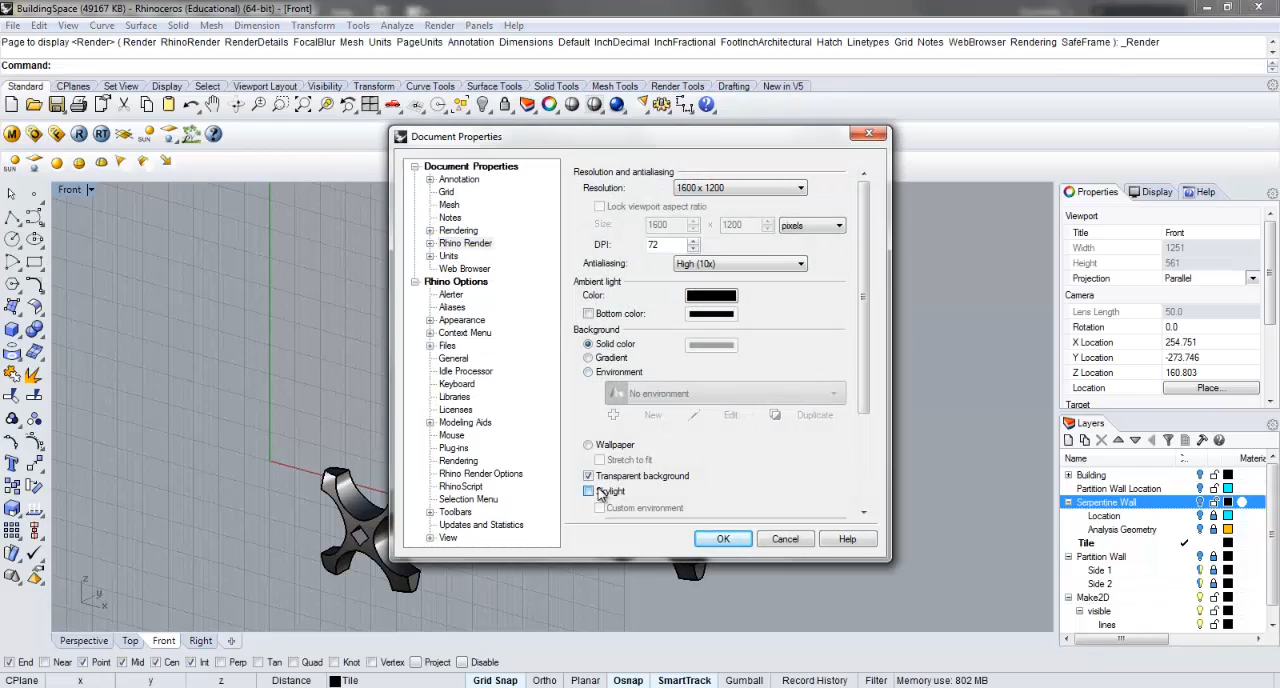 BuildingSpace (49167 KB) - Rhinoceros (Educational) (64-bit) - [Front]
File Edit View Curve Surface Solid Mesh Dimension Transform Tools Analyze Render Panels Help
Page to display <Render> ( Render RhinoRender RenderDetails FocalBlur Mesh Units PageUnits Annotation Dimensions Default InchDecimal InchFractional FootInchArchitectural Hatch Linetypes Grid Notes WebBrowser Rendering SafeFrame ): _Render
Command:
Standard CPlanes Set View Display Select Viewport Layout Visibility Transform Curve Tools Surface Tools Solid Tools Mesh Tools Render Tools Drafting New in V5
SUN
SUN
Front
Document Properties
Document Properties
Annotation
Grid
Mesh
Notes
Rendering
Rhino Render
Units
Web Browser
Rhino Options
Alerter
Aliases
Appearance
Context Menu
Files
General
Idle Processor
Keyboard
Libraries
Licenses
Modeling Aids
Mouse
Plug-ins
Rendering
Rhino Render Options
RhinoScript
Selection Menu
Toolbars
Updates and Statistics
View
Resolution and antialiasing
Resolution: 1600 x 1200
Lock viewport aspect ratio
Size: 1600 x 1200 pixels
DPI: 72
Antialiasing: High (10x)
Ambient light
Color:
Bottom color:
Background
Solid color
Gradient
Environment
No environment
New Edit Duplicate
Wallpaper
Stretch to fit
Transparent background
Skylight
Custom environment
OK Cancel Help
Properties Display Help
Viewport
Title Front
Width 1251
Height 561
Projection Parallel
Camera
Lens Length 50.0
Rotation 0.0
X Location 254.751
Y Location -273.746
Z Location 160.803
Location Place...
Target
Layers
Name Materia
Building
Partition Wall Location
Serpentine Wall
Location
Analysis Geometry
Tile
Partition Wall
Side 1
Side 2
Make2D
visible
lines
z
y
x
Perspective Top Front Right
End Near Point Mid Cen Int Perp Tan Quad Knot Vertex Project Disable
CPlane x y z Distance Tile Grid Snap Ortho Planar Osnap SmartTrack Gumball Record History Filter Memory use: 802 MB